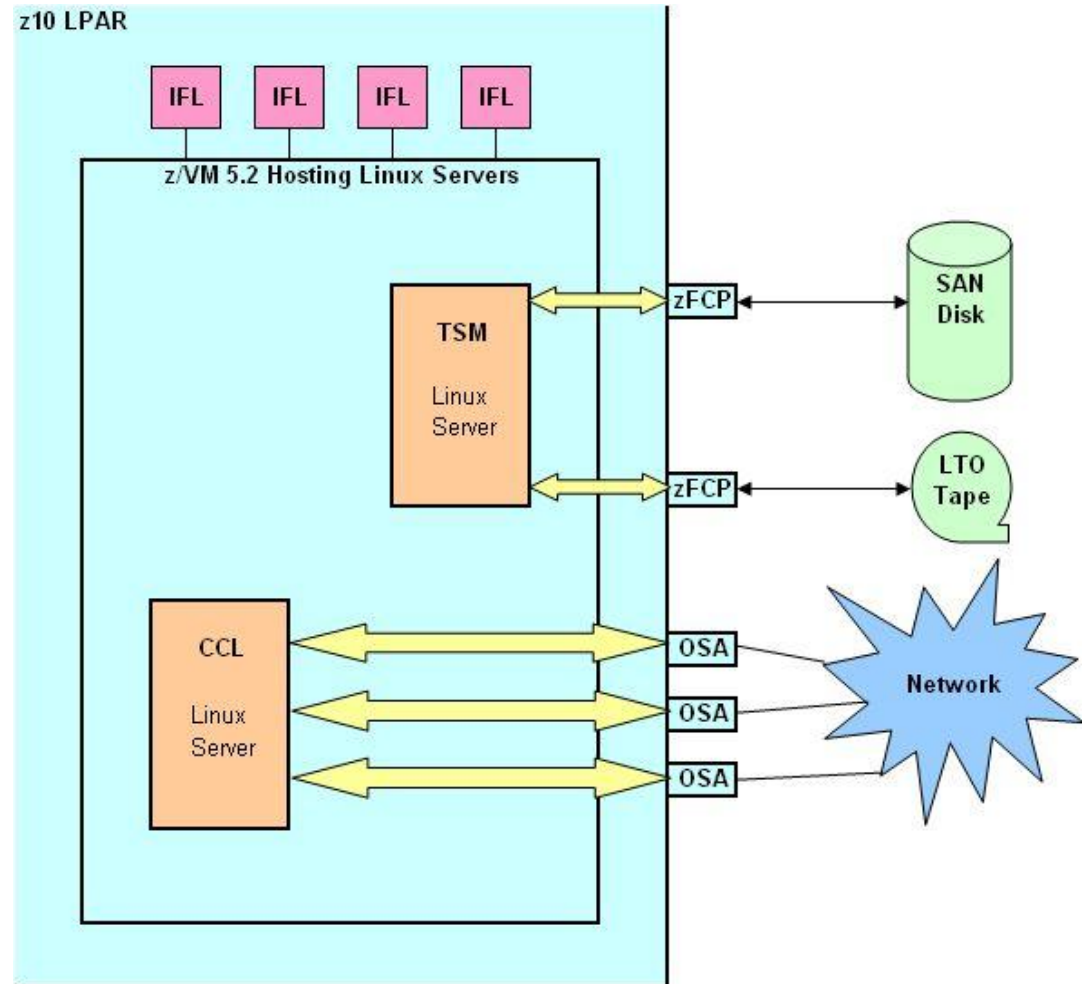 z10 LPAR
IFL
IFL
IFL
IFL
z/VM 5.2 Hosting Linux Servers
TSM
Linux
Server
zFCP
SAN
Disk
zFCP
LTO
Tape
CCL
Linux
Server
OSA
OSA
OSA
Network